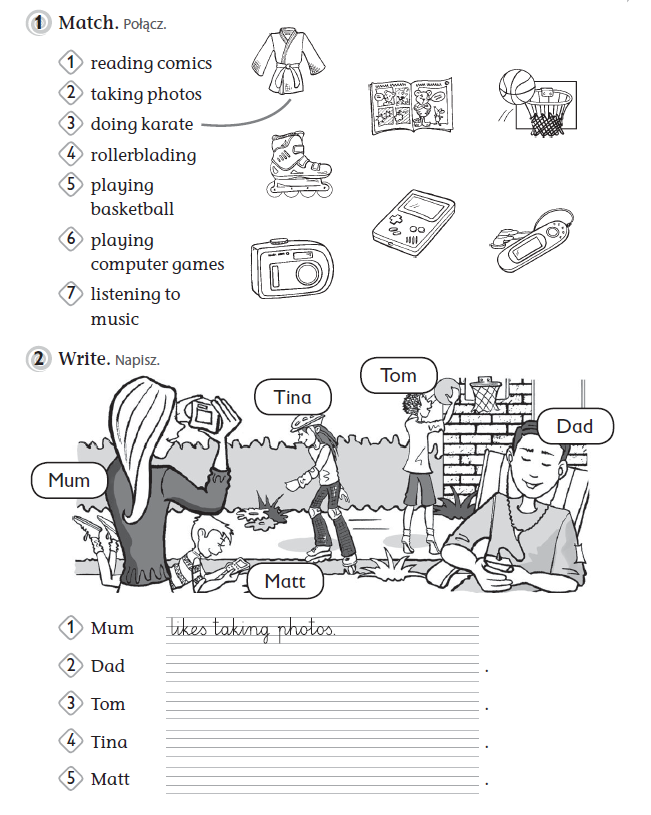 1 Match. Połącz.
1 reading comics
2 taking photos
3 doing karate
4 rollerblading
5 playing
basketball
6 playing
computer games
7 listening to
music
2 Write. Napisz.
Tom
Tina
Dad
Mum
Matt
1 Mum likes taking photos.
2 Dad .
3 Tom .
4 Tina .
5 Matt .